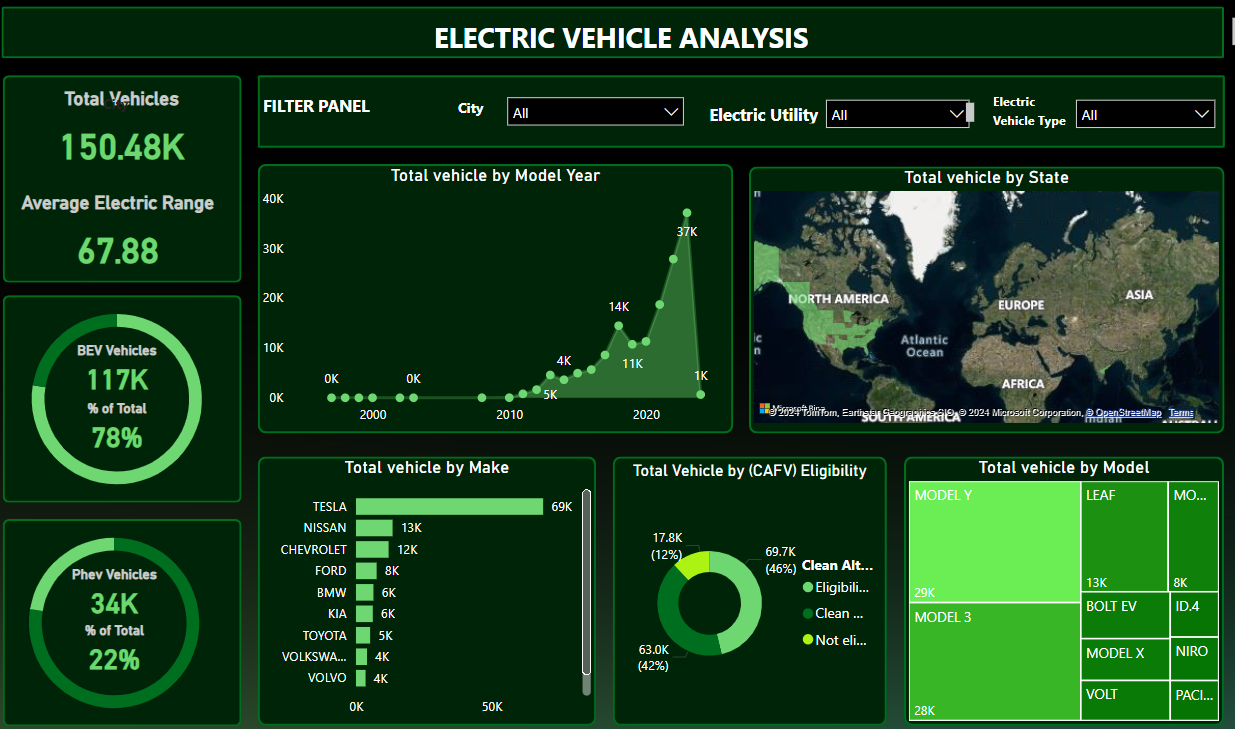 ELECTRIC VEHICLE ANALYSIS
Total Vehicles
150.48K
Average Electric Range
67.88
FILTER PANEL
City
All
Electric Utility
All
Electric
Vehicle Type
All
BEV Vehicles
117K
% of Total
78%
Phev Vehicles
34K
% of Total
22%
Total vehicle by Model Year
40K
30K
20K
10K
0K
0K
0K
4K
5K
14K
11K
37K
1K
2000
2010
2020
Total vehicle by State
NORTH AMERICA
EUROPE
ASIA
Atlantic
Ocean
AFRICA
SOUTH AMERICA
Indian
© 2024 TomTom, Earthstar Geographics SIO, © 2024 Microsoft Corporation, © OpenStreetMap Terms
Total vehicle by Make
TESLA 69K
NISSAN 13K
CHEVROLET 12K
FORD 8K
BMW 6K
KIA 6K
TOYOTA 5K
VOLKSWA... 4K
VOLVO 4K
0K 50K
Total Vehicle by (CAFV) Eligibility
17.8K
(12%)
69.7K
(46%)
63.0K
(42%)
Clean Alt...
Eligibili...
Clean ...
Not eli...
Total vehicle by Model
MODEL Y
29K
MODEL 3
28K
LEAF
13K
MO...
8K
BOLT EV
ID.4
MODEL X
NIRO
VOLT
PACI...